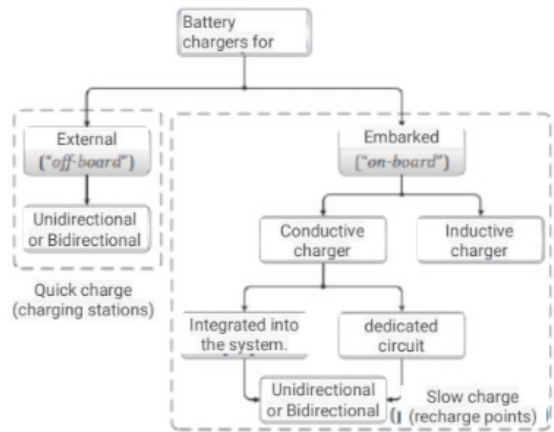 Battery
chargers for
External
("off-board")
Embarked
("on-board")
Unidirectional
or Bidirectional
Conductive
charger
Inductive
charger
Quick charge
(charging stations)
Integrated into
the system.
dedicated
circuit
Unidirectional
or Bidirectional
Slow charge
(recharge points)